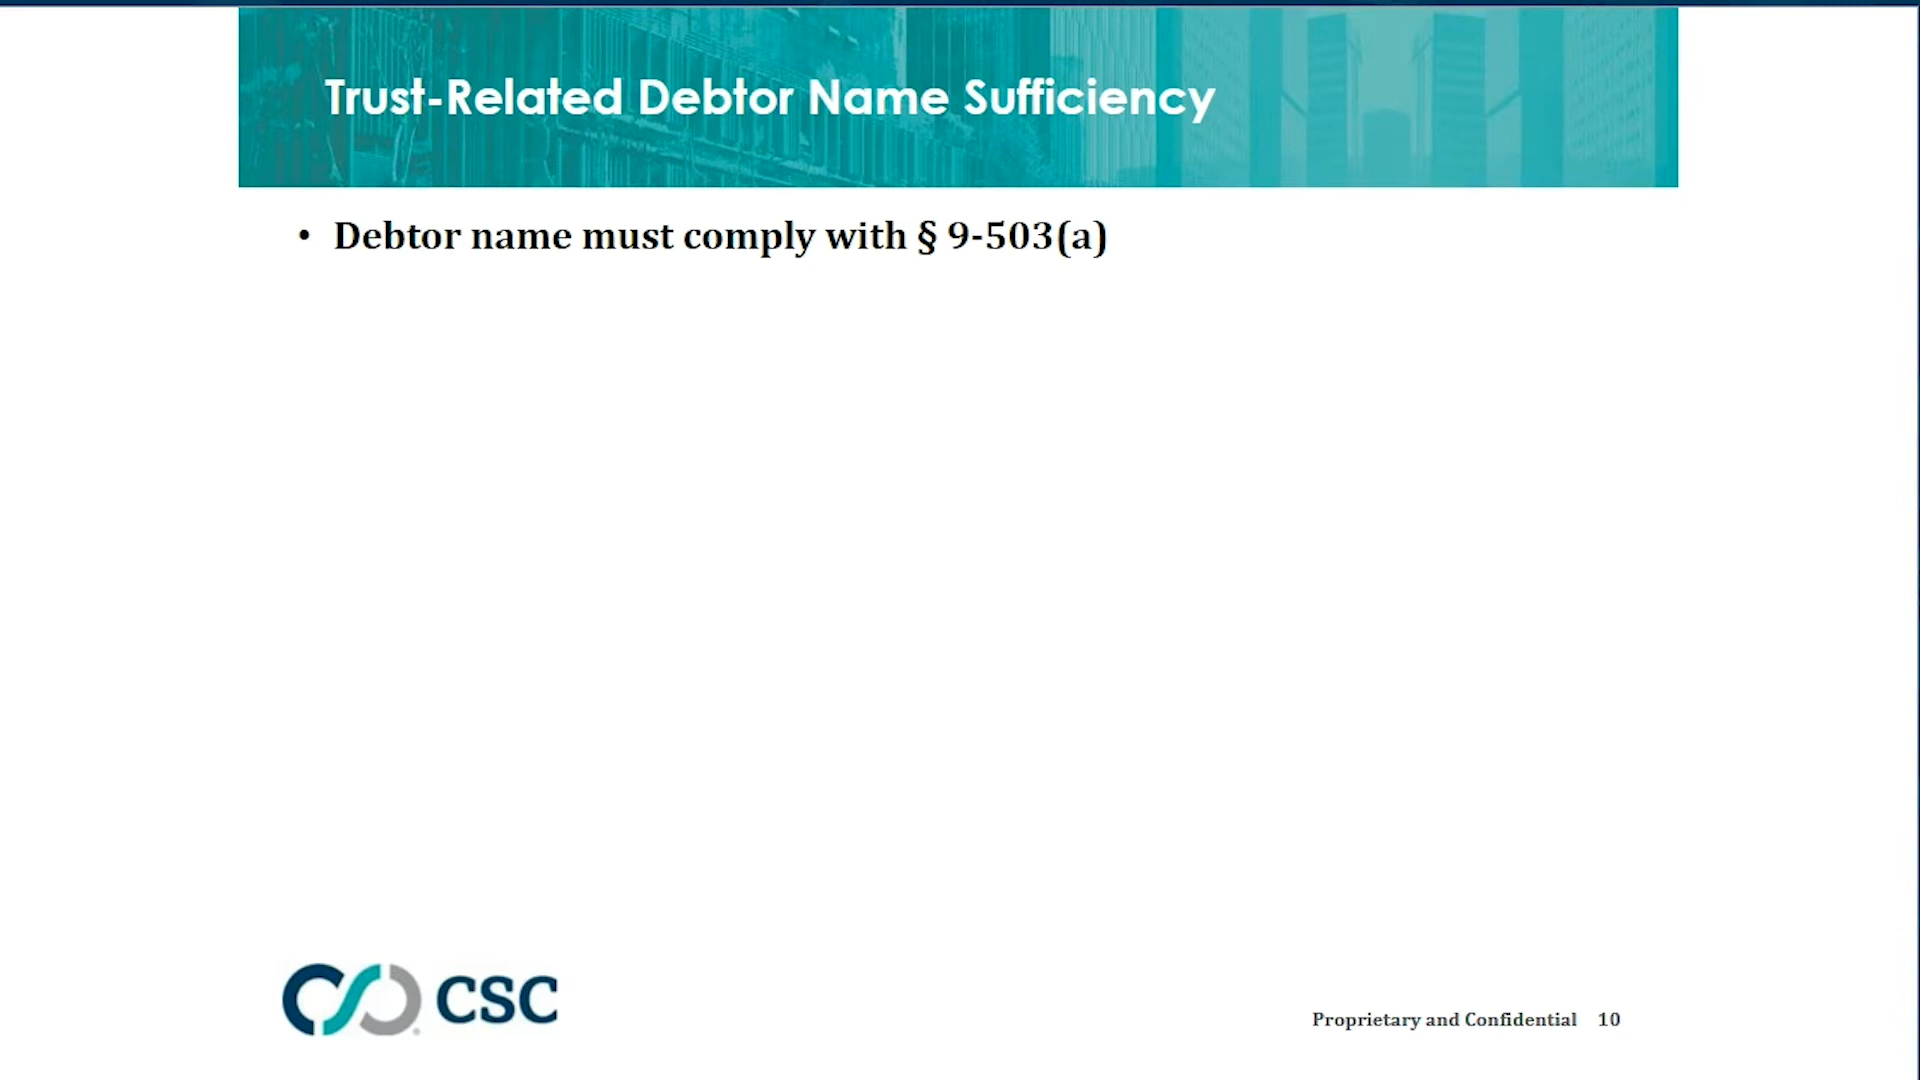 Trust-Related Debtor Name Sufficiency
• Debtor name must comply with § 9-503(a)
CSC
Proprietary and Confidential 10